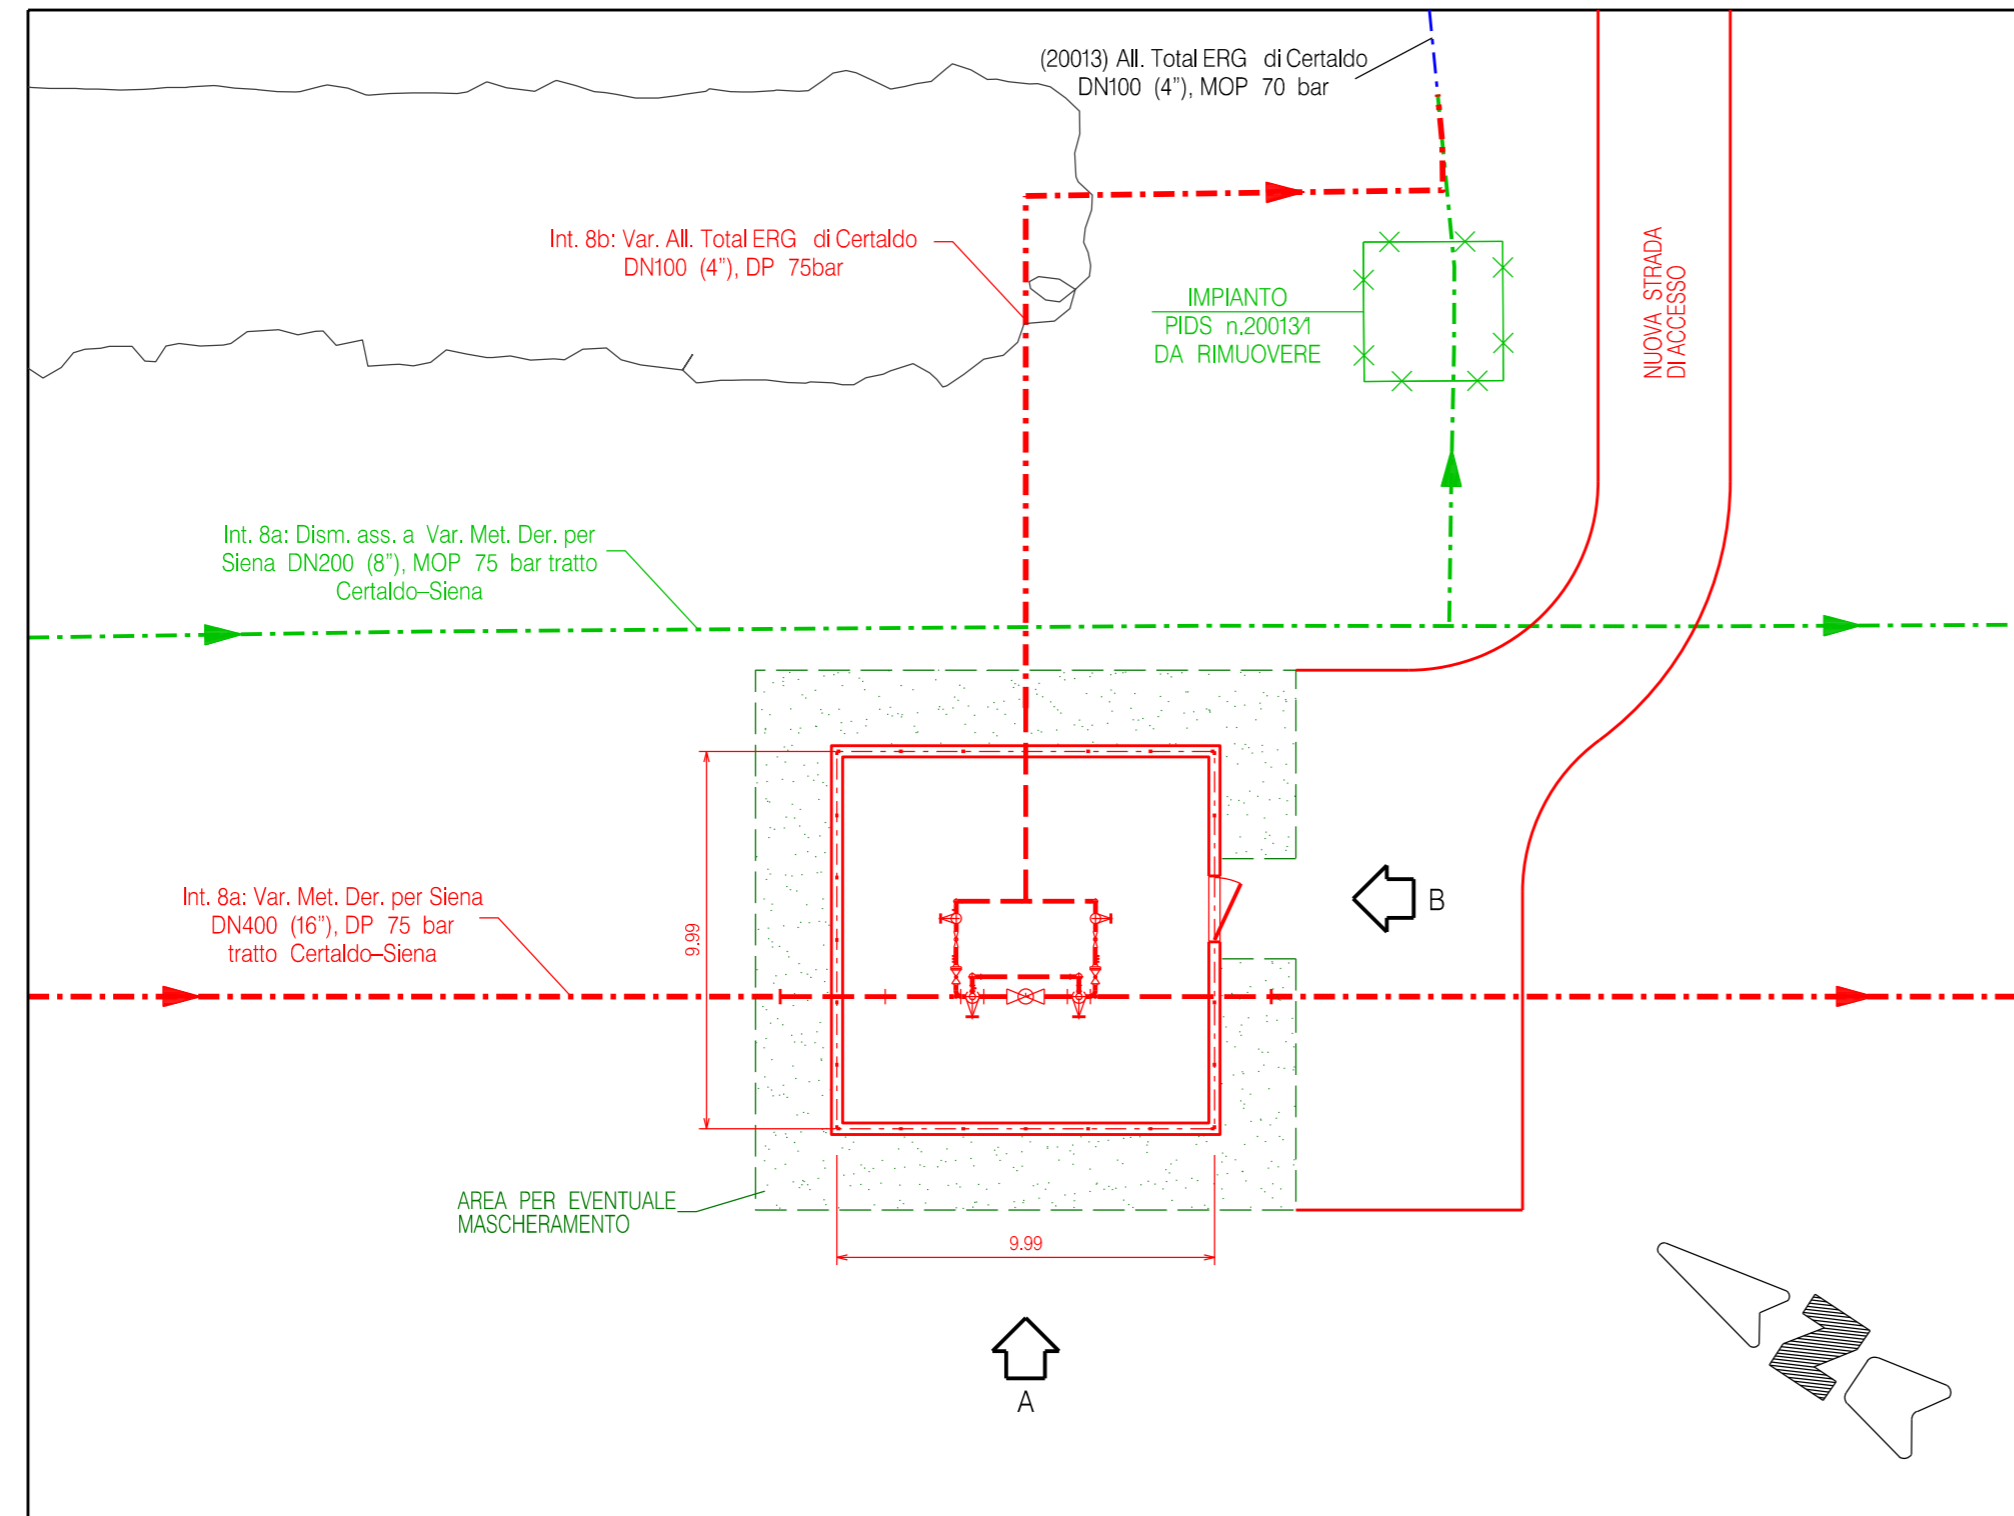 (20013) All. Total ERG di Certaldo
DN100 (4"), MOP 70 bar
Int. 8b: Var. All. Total ERG di Certaldo
DN100 (4"), DP 75bar
IMPIANTO
PIDS n.20013/1
DA RIMUOVERE
NUOVA STRADA
DI ACCESSO
Int. 8a: Dism. ass. a Var. Met. Der. per
Siena DN200 (8"), MOP 75 bar tratto
Certaldo–Siena
Int. 8a: Var. Met. Der. per Siena
DN400 (16"), DP 75 bar
tratto Certaldo–Siena
9.99
B
AREA PER EVENTUALE
MASCHERAMENTO
9.99
A
N